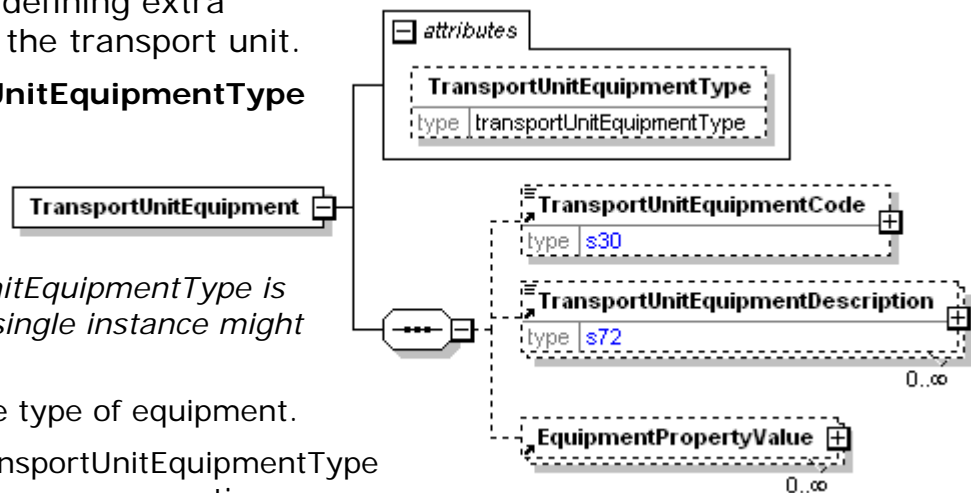 defining extra
the transport unit.
UnitEquipmentType
nitEquipmentType is
single instance might
e type of equipment.
nsportUnitEquipmentType
attributes
TransportUnitEquipmentType
type transportUnitEquipmentType
TransportUnitEquipment
TransportUnitEquipmentCode
type s30
TransportUnitEquipmentDescription
type s72
0..∞
EquipmentPropertyValue
0..∞